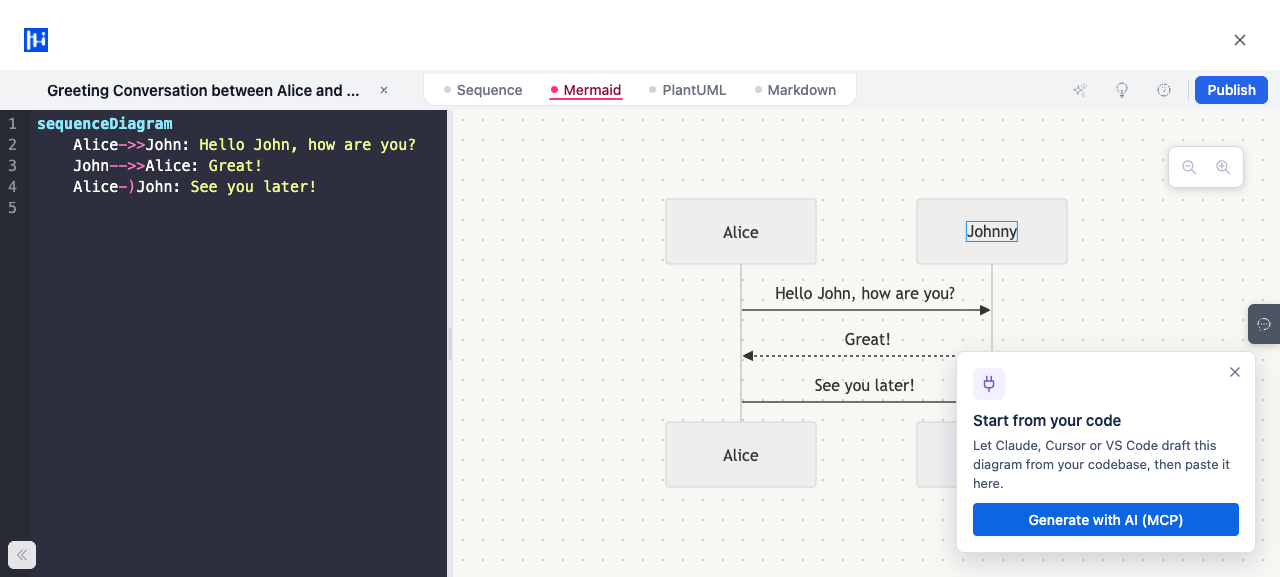 Greeting Conversation between Alice and ...
Sequence
Mermaid
PlantUML
Markdown
Publish
1 sequenceDiagram
2 Alice->>John: Hello John, how are you?
3 John-->>Alice: Great!
4 Alice-)John: See you later!
5
Alice
Johnny
Hello John, how are you?
Great!
See you later!
Alice
Start from your code
Let Claude, Cursor or VS Code draft this
diagram from your codebase, then paste it
here.
Generate with AI (MCP)